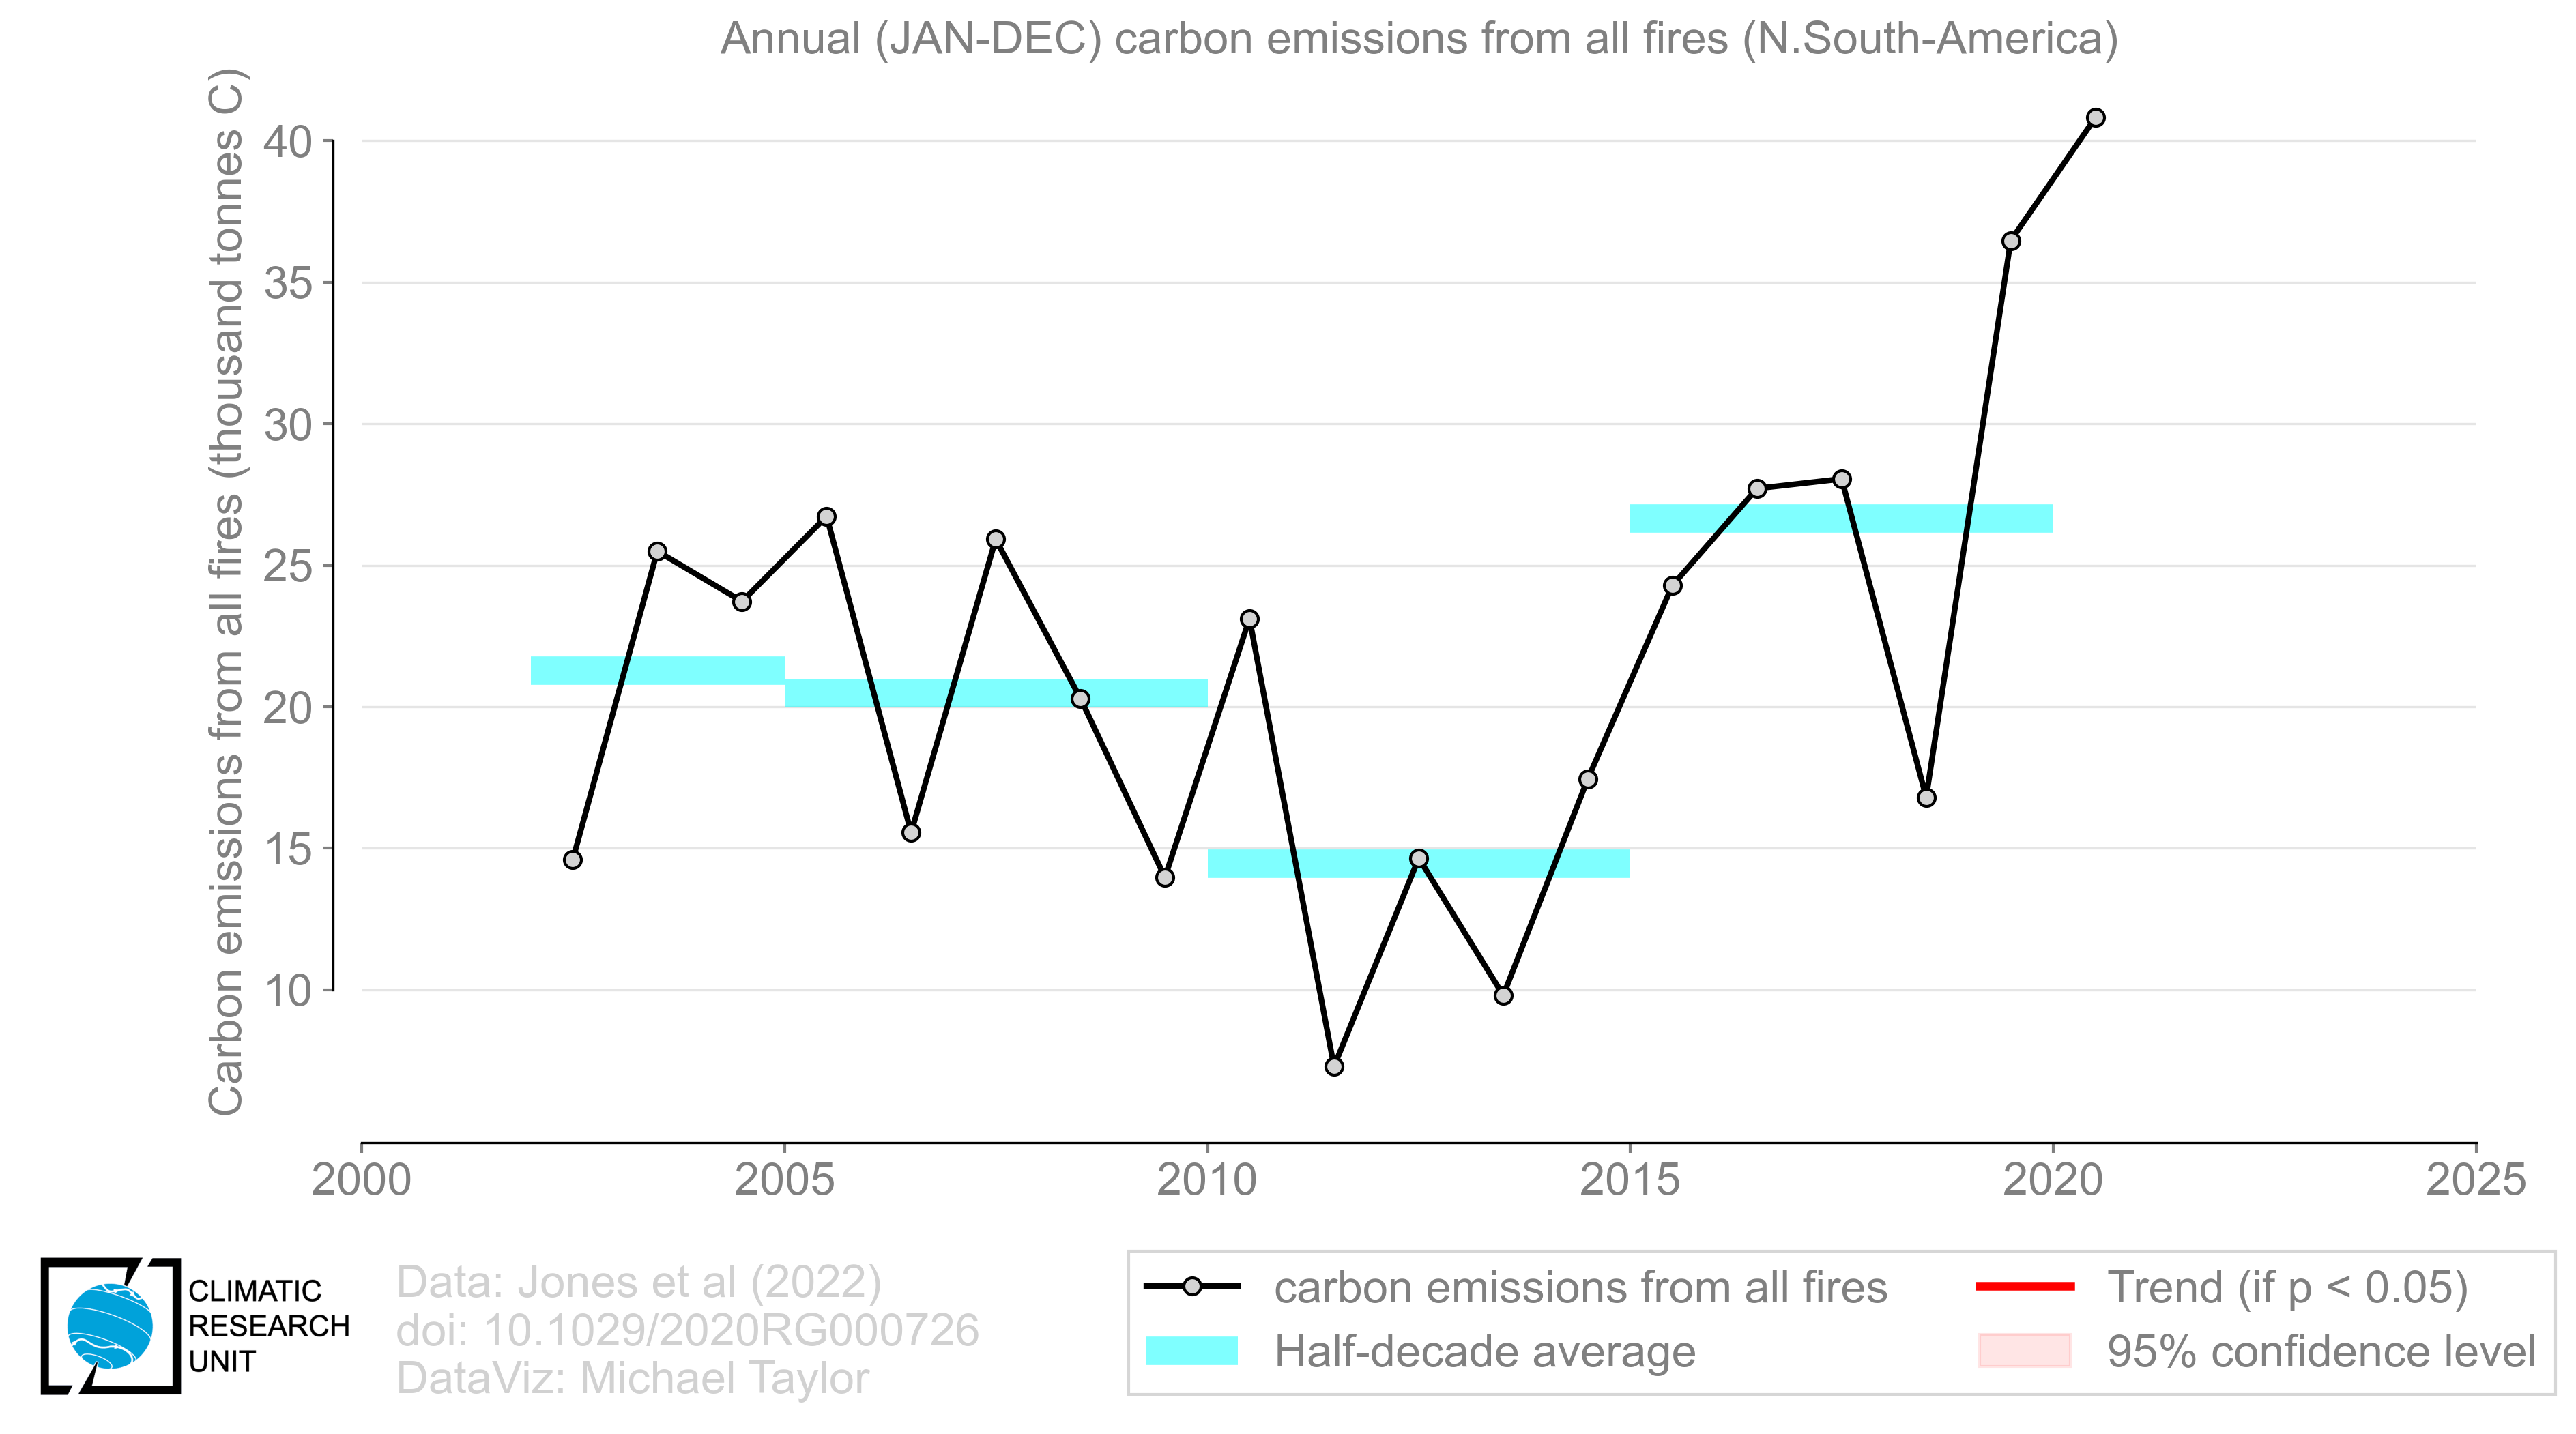 Annual (JAN-DEC) carbon emissions from all fires (N.South-America)
Carbon emissions from all fires (thousand tonnes C)
40
35
30
25
20
15
10
2000
2005
2010
2015
2020
2025
CLIMATIC
RESEARCH
UNIT
Data: Jones et al (2022)
doi: 10.1029/2020RG000726
DataViz: Michael Taylor
carbon emissions from all fires
Half-decade average
Trend (if p < 0.05)
95% confidence level